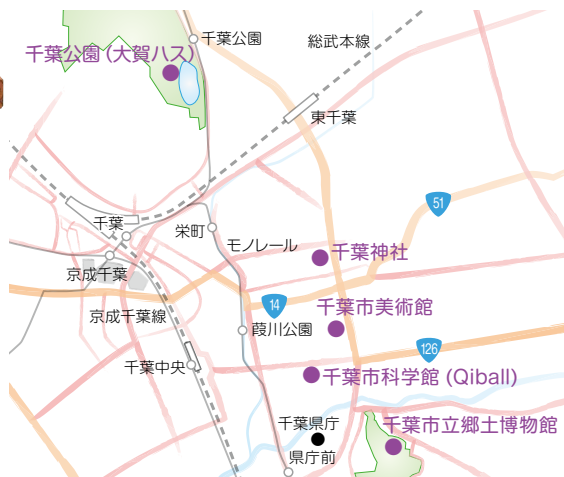 千葉公園
総武本線
千葉公園 (大賀ハス)
東千葉
51
千葉
栄町
モノレール
千葉神社
京成千葉
14
千葉市美術館
京成千葉線
葭川公園
126
千葉中央
千葉市科学館 (Qiball)
千葉県庁
千葉市立郷土博物館
県庁前